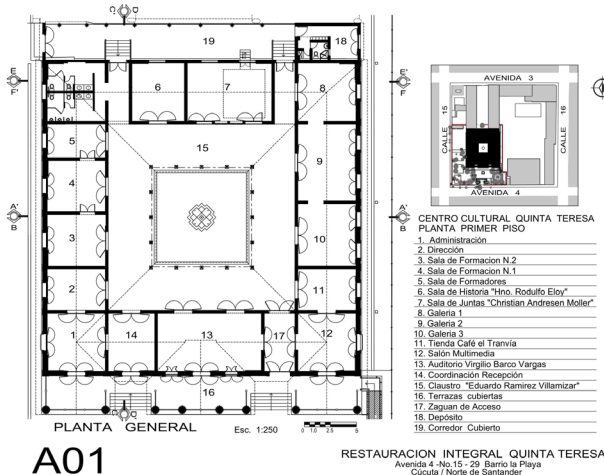 D
C
19
18
E'
F'
E'
F'
6
7
8
15
5
9
4
A'
B
A'
B
3
10
2
11
1
14
13
17
12
16
D
PLANTA GENERAL
Esc. 1:250
0 1.0 2.5 5
A01
AVENIDA 3
CALLE 15
CALLE 16
AVENIDA 4
CENTRO CULTURAL QUINTA TERESA
PLANTA PRIMER PISO
1. Administración
2. Dirección
3. Sala de Formacion N.2
4. Sala de Formacion N.1
5. Sala de Formadores
6. Sala de Historia "Hno. Rodulfo Eloy"
7. Sala de Juntas "Christian Andresen Moller"
8. Galeria 1
9. Galeria 2
10. Galeria 3
11. Tienda Café el Tranvía
12. Salón Multimedia
13. Auditorio Virgilio Barco Vargas
14. Coordinación Recepción
15. Claustro "Eduardo Ramirez Villamizar"
16. Terrazas cubiertas
17. Zaguan de Acceso
18. Depósito
19. Corredor Cubierto
RESTAURACION INTEGRAL QUINTA TERESA
Avenida 4 -No.15 - 29 Barrio la Playa
Cúcuta / Norte de Santander